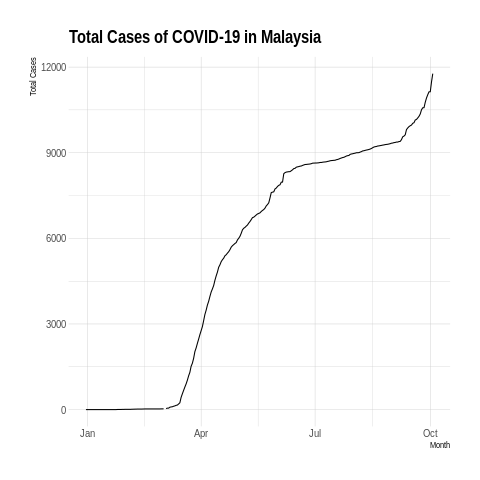 Total Cases of COVID-19 in Malaysia
Total Cases
12000
9000
6000
3000
0
Jan Apr Jul Oct
Month